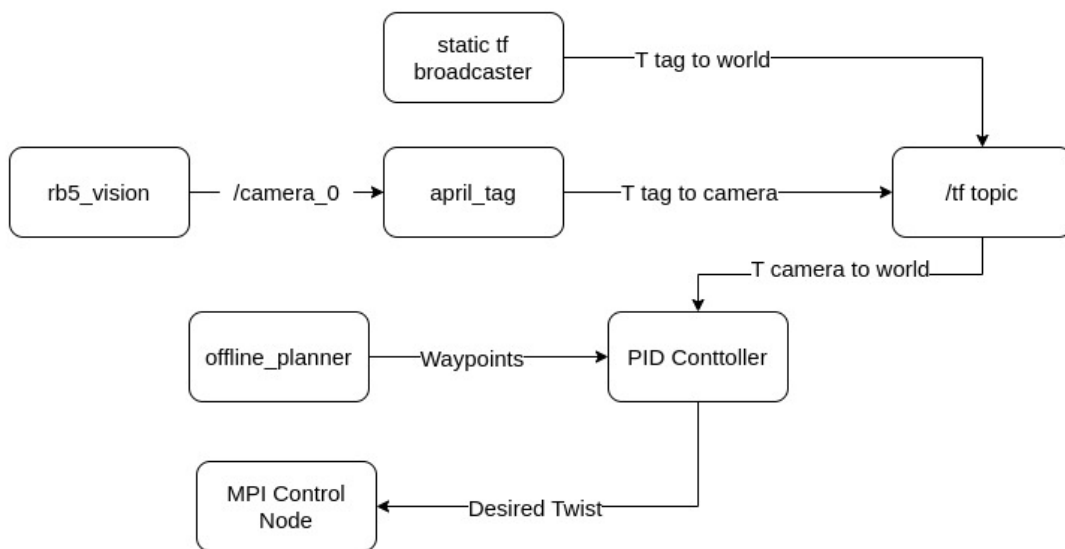 static tf
broadcaster
T tag to world
rb5_vision
/camera_0
april_tag
T tag to camera
/tf topic
T camera to world
offline_planner
Waypoints
PID Conttoller
MPI Control
Node
Desired Twist